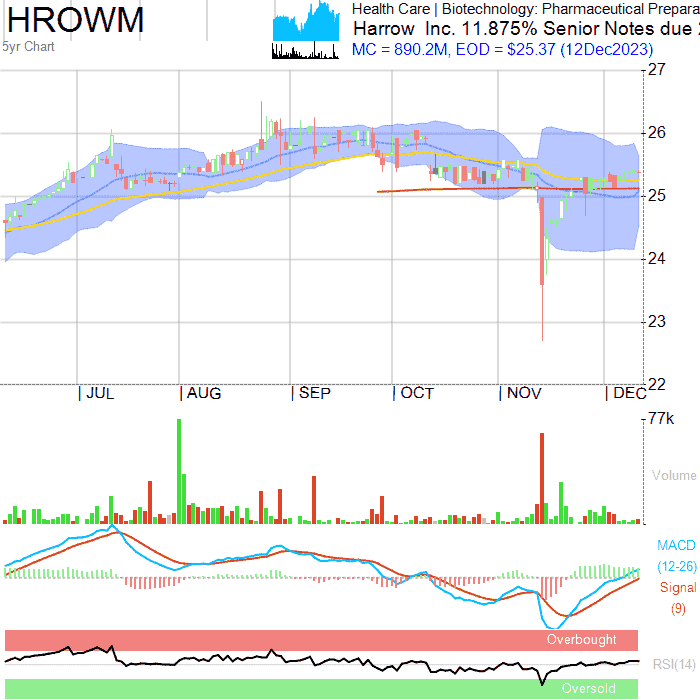 HROWM
5yr Chart
Health Care | Biotechnology: Pharmaceutical Prepara
Harrow Inc. 11.875% Senior Notes due
MC = 890.2M, EOD = $25.37 (12Dec2023)
27
26
25
24
23
22
JUL
AUG
SEP
OCT
NOV
DEC
77k
Volume
MACD
(12-26)
Signal
(9)
Overbought
RSI(14)
Oversold